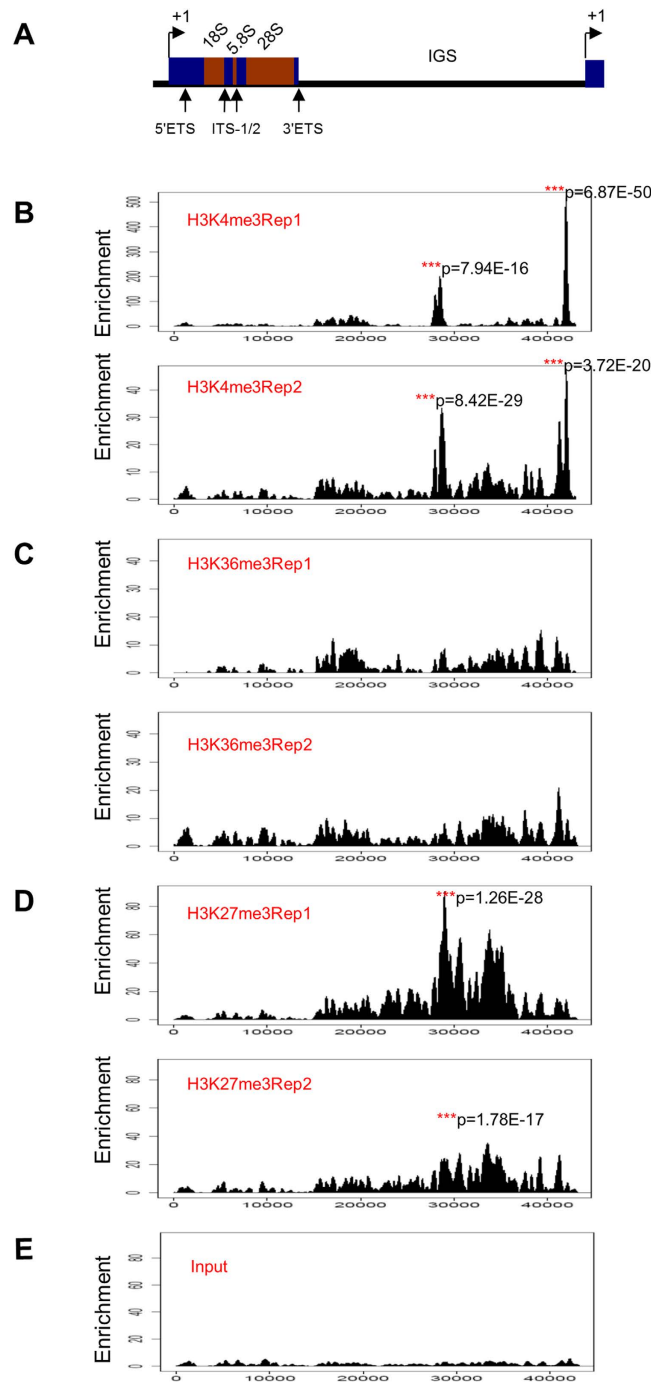 A
+1
18S
5.8S
28S
IGS
+1
5'ETS
ITS-1/2
3'ETS
B
Enrichment
0 100 200 300 400 500
H3K4me3Rep1
***p=7.94E-16
***p=6.87E-50
0 10000 20000 30000 40000
Enrichment
0 10 20 30 40
H3K4me3Rep2
***p=8.42E-29
***p=3.72E-20
0 10000 20000 30000 40000
C
Enrichment
0 10 20 30 40
H3K36me3Rep1
0 10000 20000 30000 40000
Enrichment
0 10 20 30 40
H3K36me3Rep2
0 10000 20000 30000 40000
D
Enrichment
0 20 40 60 80
H3K27me3Rep1
***p=1.26E-28
0 10000 20000 30000 40000
Enrichment
0 20 40 60 80
H3K27me3Rep2
***p=1.78E-17
0 10000 20000 30000 40000
E
Enrichment
0 20 40 60 80
Input
0 10000 20000 30000 40000